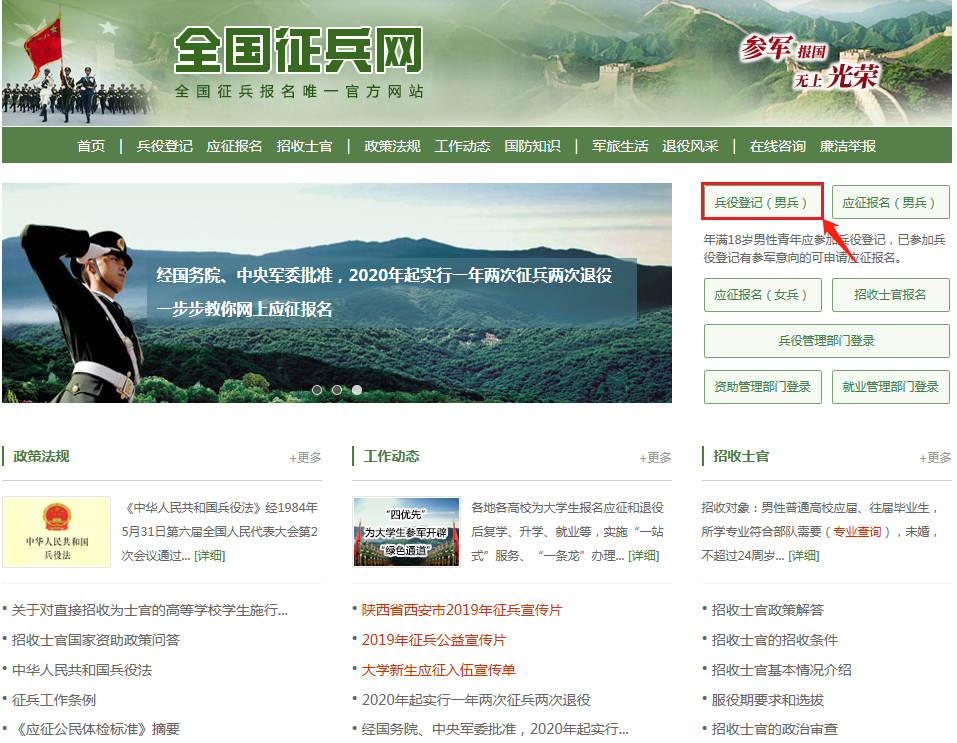 全国征兵网
全国征兵报名唯一官方网站
参军 报国
无上 光荣
首页 | 兵役登记 应征报名 招收士官 | 政策法规 工作动态 国防知识 | 军旅生活 退役风采 | 在线咨询 廉洁举报
经国务院、中央军委批准，2020年起实行一年两次征兵两次退役
一步步教你网上应征报名
兵役登记（男兵）
应征报名（男兵）
年满18岁男性青年应参加兵役登记，已参加兵
役登记有参军意向的可申请应征报名。
应征报名（女兵）
招收士官报名
兵役管理部门登录
资助管理部门登录
就业管理部门登录
政策法规
+更多
中华人民共和国
兵役法
《中华人民共和国兵役法》经1984年
5月31日第六届全国人民代表大会第2
次会议通过... [详细]
• 关于对直接招收为士官的高等学校学生施行...
• 招收士官国家资助政策问答
• 中华人民共和国兵役法
• 征兵工作条例
• 《应征公民体检标准》摘要
工作动态
+更多
“四优先”
为大学生参军开辟
“绿色通道”
各地各高校为大学生报名应征和退役
后复学、升学、就业等，实施“一站
式”服务、“一条龙”办理... [详细]
• 陕西省西安市2019年征兵宣传片
• 2019年征兵公益宣传片
• 大学新生应征入伍宣传单
• 2020年起实行一年两次征兵两次退役
• 经国务院、中央军委批准，2020年起实行...
招收士官
+更多
招收对象：男性普通高校应届、往届毕业生，
所学专业符合部队需要（专业查询），未婚，
不超过24周岁... [详细]
• 招收士官政策解答
• 招收士官的招收条件
• 招收士官基本情况介绍
• 服役期要求和选拔
• 招收士官的政治审查